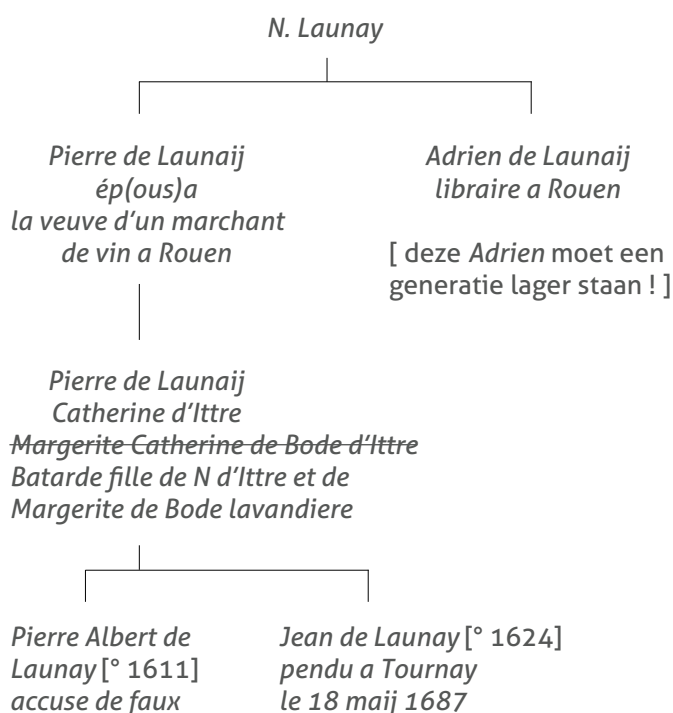 N. Launay
Pierre de Launaij
ép(ous)a
la veuve d'un marchant
de vin a Rouen
Adrien de Launaij
libraire a Rouen
[ deze Adrien moet een
generatie lager staan ! ]
Pierre de Launaij
Catherine d'Ittre
Margerite Catherine de Bode d'Ittre
Batarde fille de N d'Ittre et de
Margerite de Bode lavandiere
Pierre Albert de
Launay [° 1611]
accuse de faux
Jean de Launay [° 1624]
pendu a Tournay
le 18 maij 1687